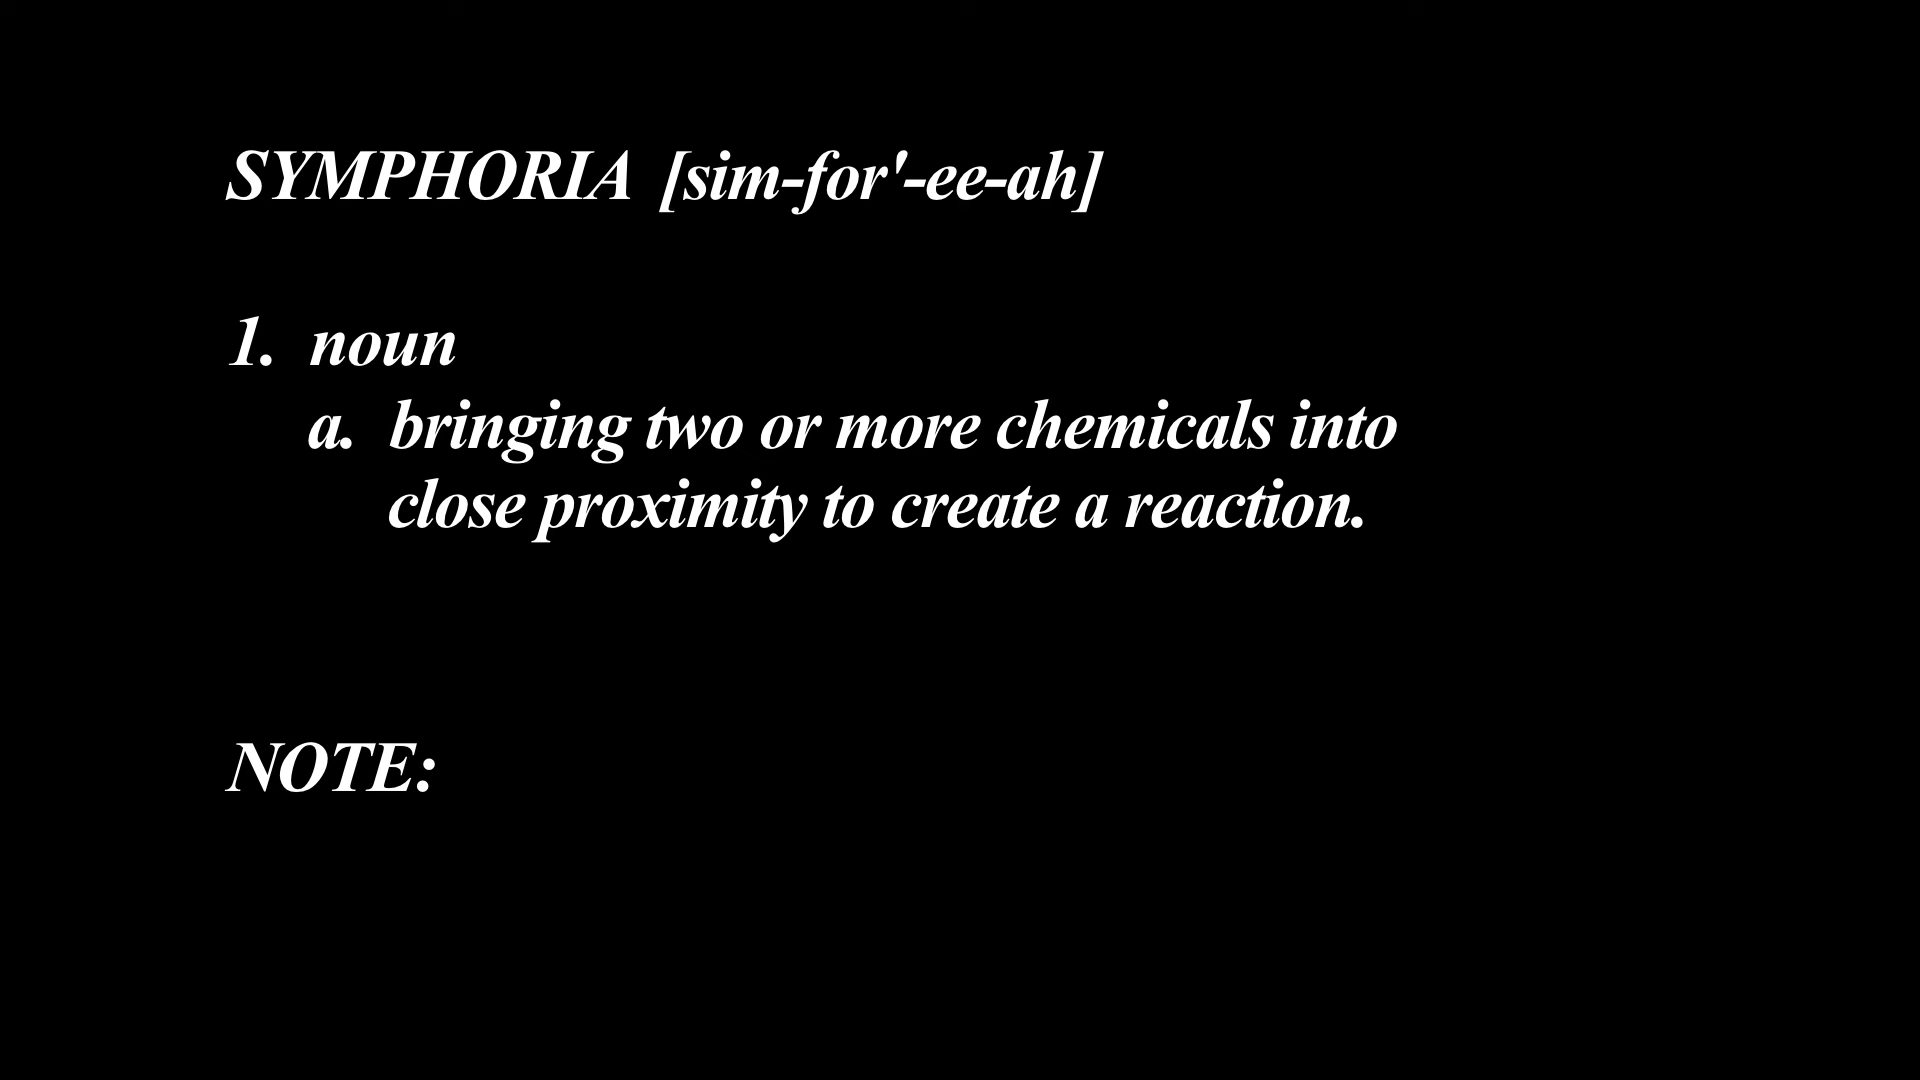 SYMPHORIA [sim-for'-ee-ah]
1. noun
a. bringing two or more chemicals into
close proximity to create a reaction.
NOTE: